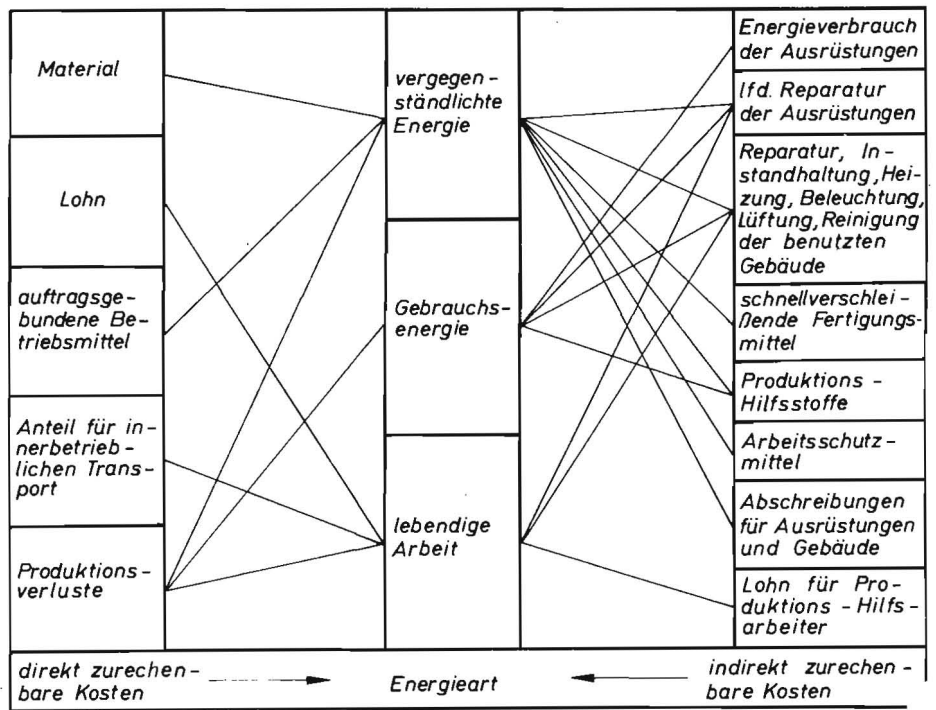 Material
Lohn
auftragsge-
bundene Be-
triebsmittel
Anteil für in-
nerbetrieb-
lichen Trans-
port
Produktions-
verluste
direkt zurechen-
bare Kosten
vergegen-
ständlichte
Energie
Gebrauchs-
energie
lebendige
Arbeit
Energieart
Energieverbrauch
der Ausrüstungen
lfd. Reparatur
der Ausrüstungen
Reparatur, In-
standhaltung, Hei-
zung, Beleuchtung,
Lüftung, Reinigung
der benutzten
Gebäude
schnellverschlei-
ßende Fertigungs-
mittel
Produktions-
Hilfsstoffe
Arbeitsschutz-
mittel
Abschreibungen
für Ausrüstungen
und Gebäude
Lohn für Pro-
duktions-Hilfs-
arbeiter
indirekt zurechen-
bare Kosten